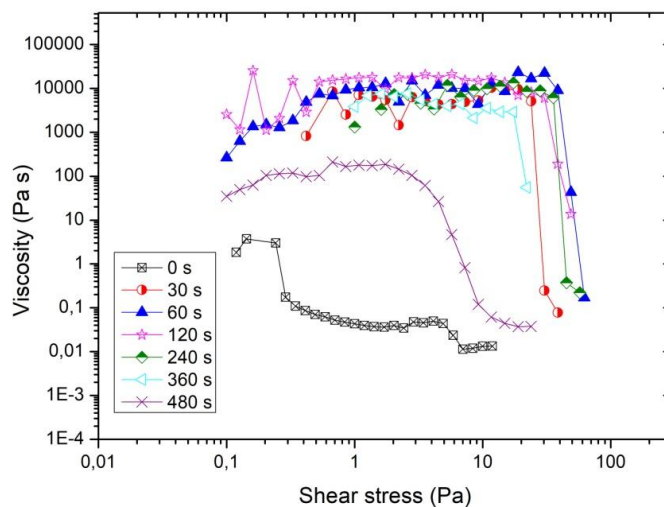 100000
10000
1000
100
10
1
0,1
0,01
1E-3
1E-4
Viscosity (Pa s)
0 s
30 s
60 s
120 s
240 s
360 s
480 s
0,01
0,1
1
10
100
Shear stress (Pa)